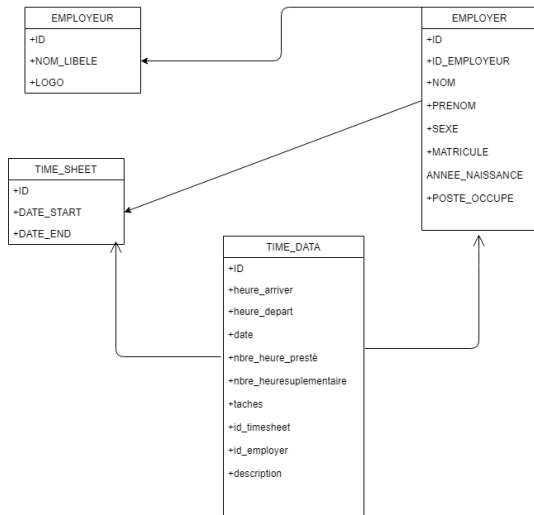 EMPLOYEUR
+ID
+NOM_LIBELE
+LOGO
EMPLOYER
+ID
+ID_EMPLOYEUR
+NOM
+PRENOM
+SEXE
+MATRICULE
ANNEE_NAISSANCE
+POSTE_OCCUPE
TIME_SHEET
+ID
+DATE_START
+DATE_END
TIME_DATA
+ID
+heure_arriver
+heure_depart
+date
+nbre_heure_presté
+nbre_heuresuplementaire
+taches
+id_timesheet
+id_employer
+description